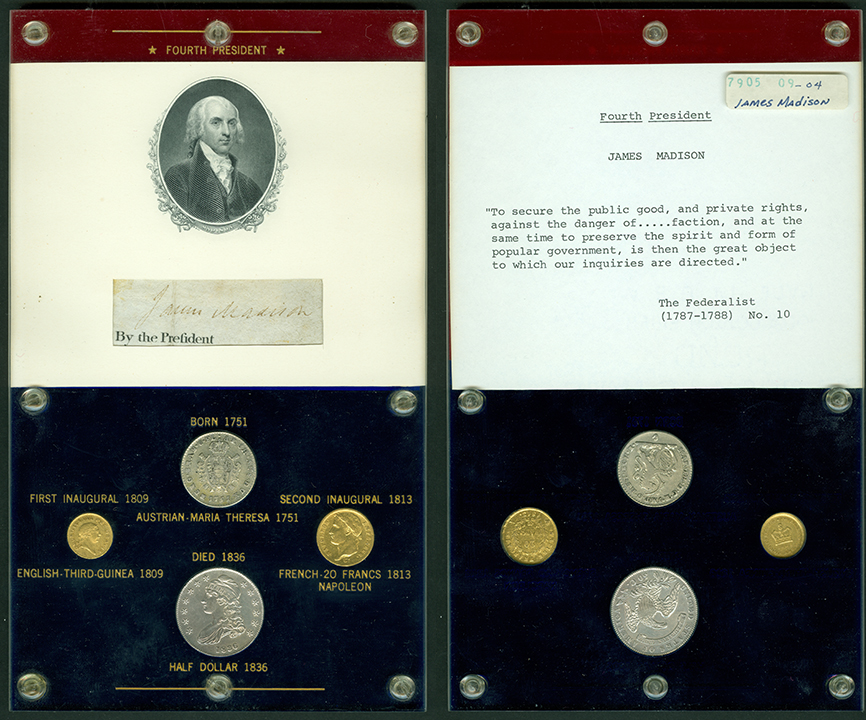 ★ FOURTH PRESIDENT ★
James Madison
By the Prefident
BORN 1751
FIRST INAUGURAL 1809
SECOND INAUGURAL 1813
AUSTRIAN-MARIA THERESA 1751
ENGLISH-THIRD-GUINEA 1809
DIED 1836
FRENCH-20 FRANCS 1813
NAPOLEON
1836
HALF DOLLAR 1836
7905 09-04
James Madison
Fourth President
JAMES MADISON
"To secure the public good, and private rights,
against the danger of.....faction, and at the
same time to preserve the spirit and form of
popular government, is then the great object
to which our inquiries are directed."
The Federalist
(1787-1788) No. 10